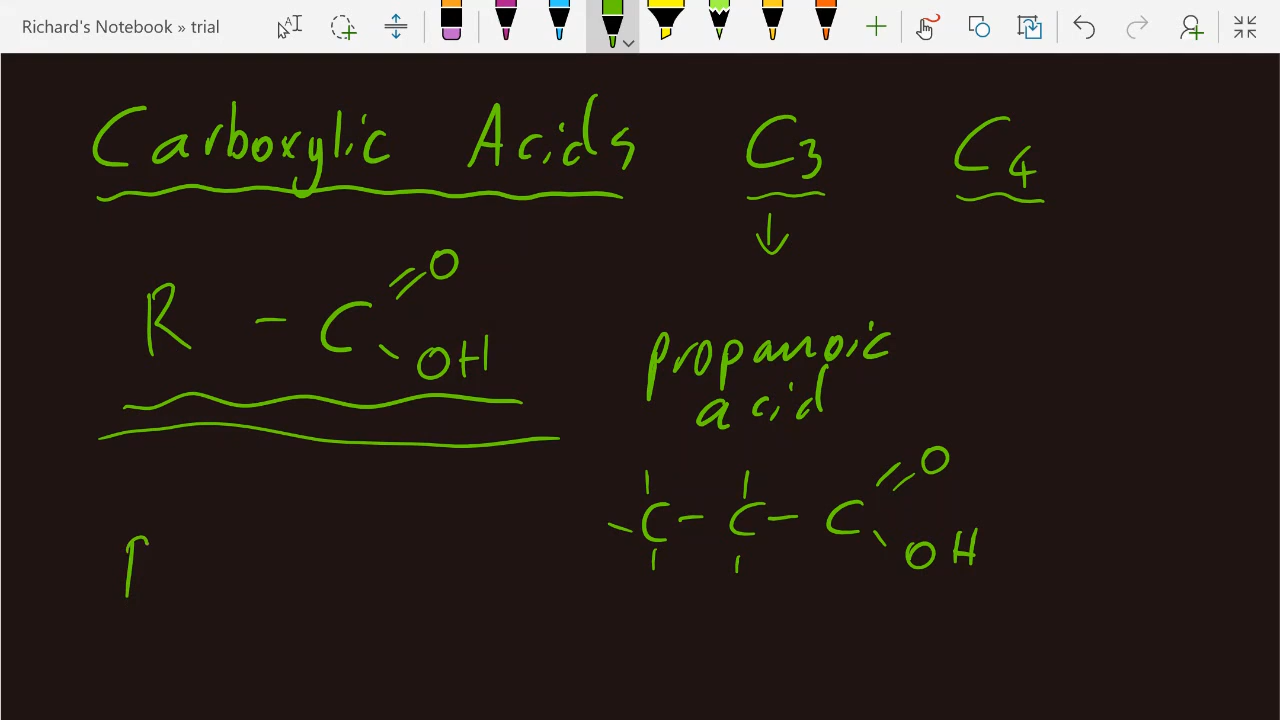 Richard's Notebook » trial
Carboxylic Acids C3 C4
R - C =O
OH
propanoic
acid
C - C - C =O
OH